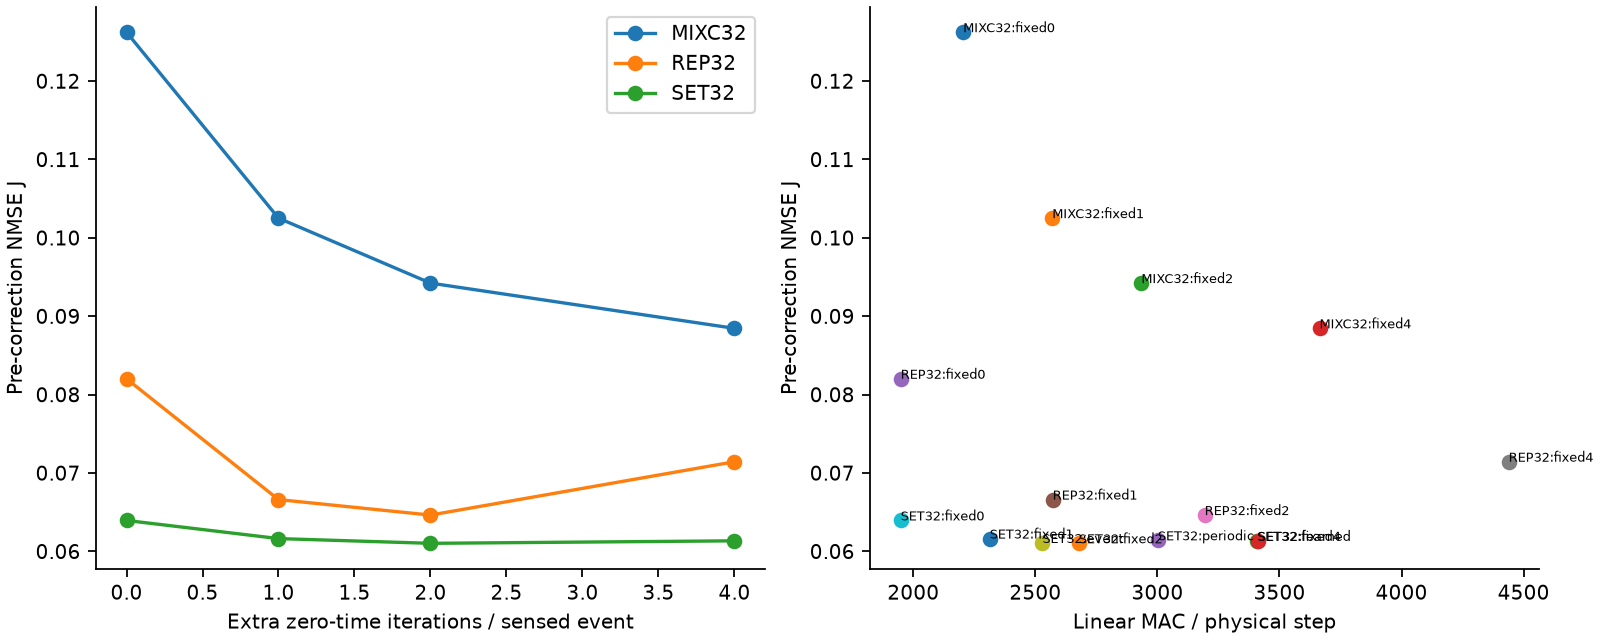 MIXC32
REP32
SET32
0.12
0.11
0.10
0.09
0.08
0.07
0.06
Pre-correction NMSE J
0.0 0.5 1.0 1.5 2.0 2.5 3.0 3.5 4.0
Extra zero-time iterations / sensed event
0.12
0.11
0.10
0.09
0.08
0.07
0.06
Pre-correction NMSE J
MIXC32:fixed0
MIXC32:fixed1
MIXC32:fixed2
MIXC32:fixed4
REP32:fixed0
REP32:fixed4
REP32:fixed1
REP32:fixed2
SET32:fixed0
SET32:fixed1
SET32:periodic
2000 2500 3000 3500 4000 4500
Linear MAC / physical step